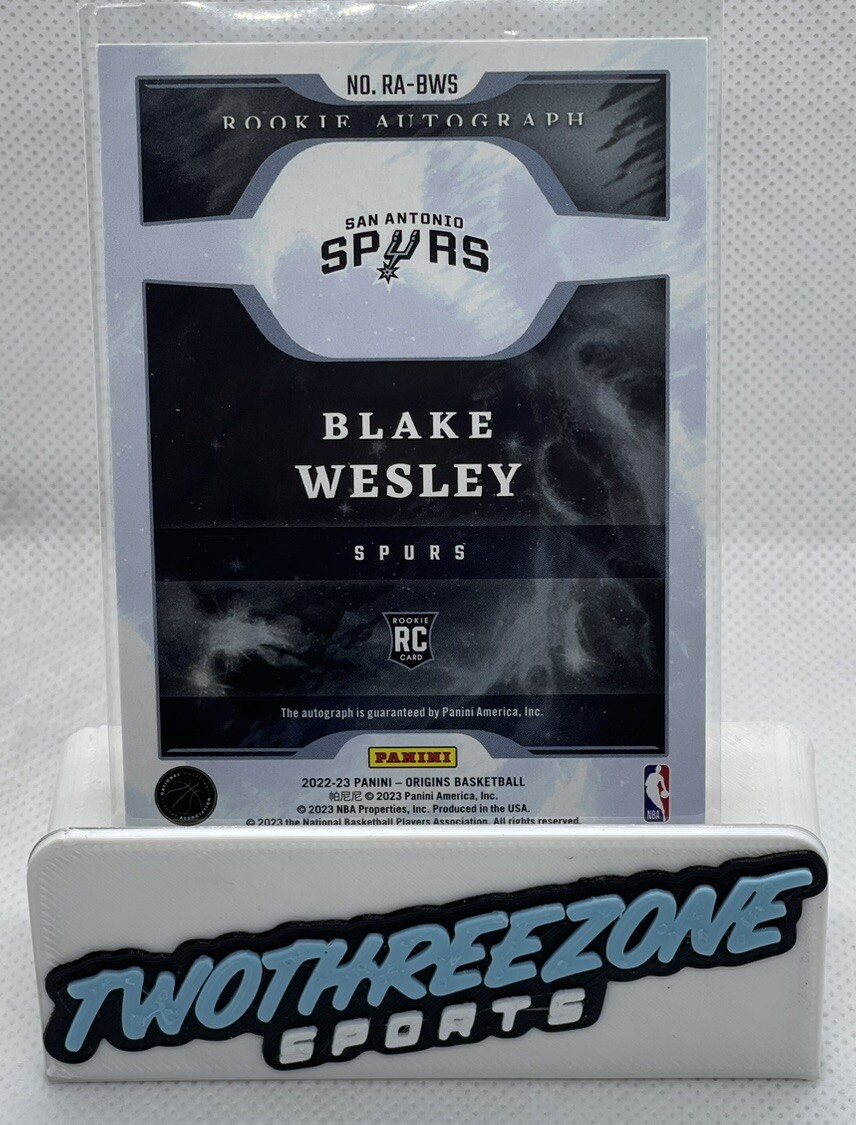 NO. RA-BWS
ROOKIE AUTOGRAPH
SAN ANTONIO
SPURS
BLAKE
WESLEY
SPURS
ROOKIE
RC
CARD
The autograph is guaranteed by Panini America, Inc.
PANINI
2022-23 PANINI – ORIGINS BASKETBALL
帕尼尼 © 2023 Panini America, Inc.
© 2023 NBA Properties, Inc. Produced in the USA.
© 2023 the National Basketball Players Association. All rights reserved.
NBA
TWOTHREEZONE
SPORTS